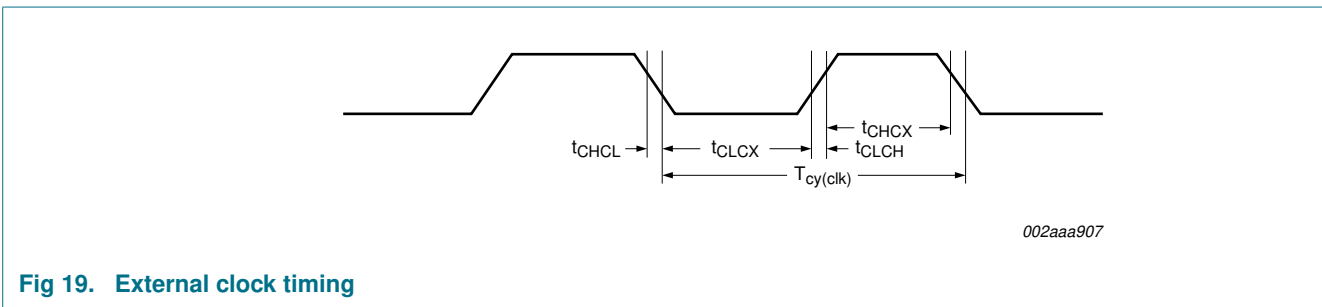 tCHCX
tCHCL tCLCX tCLCH
Tcy(clk)
002aaa907
Fig 19. External clock timing